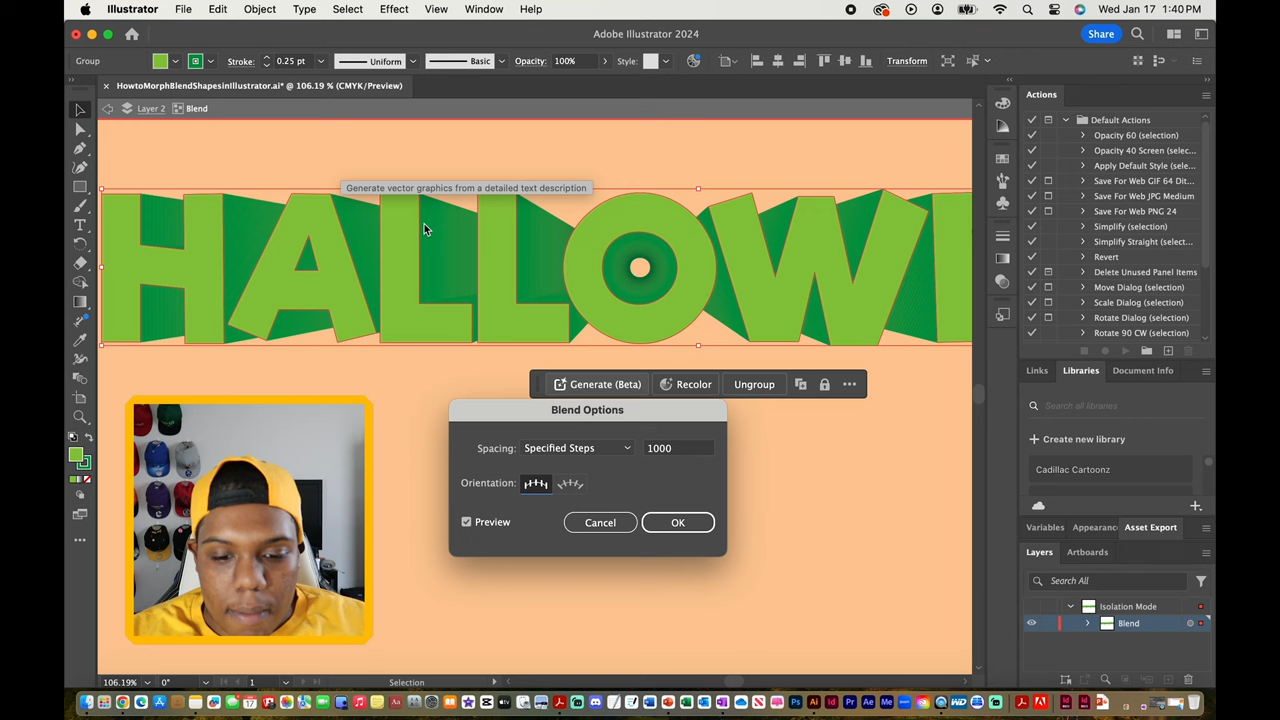 Illustrator File Edit Object Type Select Effect View Window Help
Wed Jan 17 1:40 PM
Adobe Illustrator 2024
Share
Group
Stroke: 0.25 pt
Uniform
Basic
Opacity: 100%
Style:
Transform
× HowtoMorphBlendShapesinIllustrator.ai* @ 106.19 % (CMYK/Preview)
Layer 2
Blend
Generate vector graphics from a detailed text description
HALLOW
Generate (Beta)
Recolor
Ungroup
Blend Options
Spacing: Specified Steps 1000
Orientation:
Preview
Cancel
OK
Actions
Default Actions
Opacity 60 (selection)
Opacity 40 Screen (selec...
Apply Default Style (sele...
Save For Web GIF 64 Dit...
Save For Web JPG Medium
Save For Web PNG 24
Simplify (selection)
Simplify Straight (select...
Revert
Delete Unused Panel Items
Move Dialog (selection)
Scale Dialog (selection)
Rotate Dialog (selection)
Rotate 90 CW (selection)
Links Libraries Document Info
Search all libraries
+ Create new library
Cadillac Cartoonz
Variables Appearanc Asset Export
Layers Artboards
Search All
Isolation Mode
Blend
106.19% 0° 1 Selection